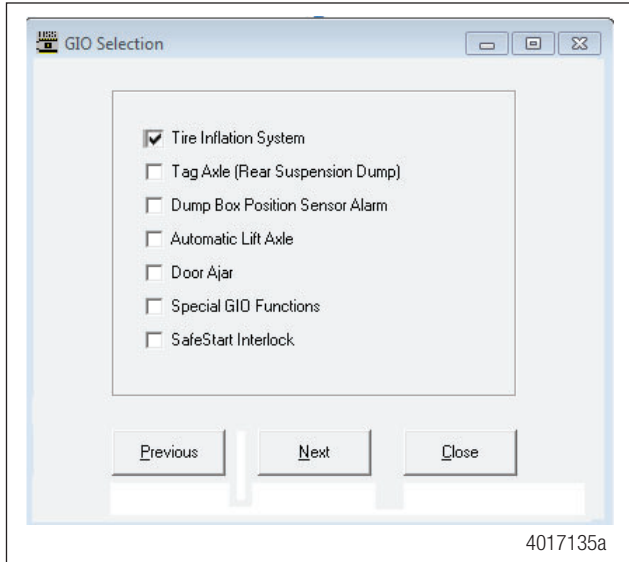 GIO Selection
Tire Inflation System
Tag Axle (Rear Suspension Dump)
Dump Box Position Sensor Alarm
Automatic Lift Axle
Door Ajar
Special GIO Functions
SafeStart Interlock
Previous Next Close
4017135a